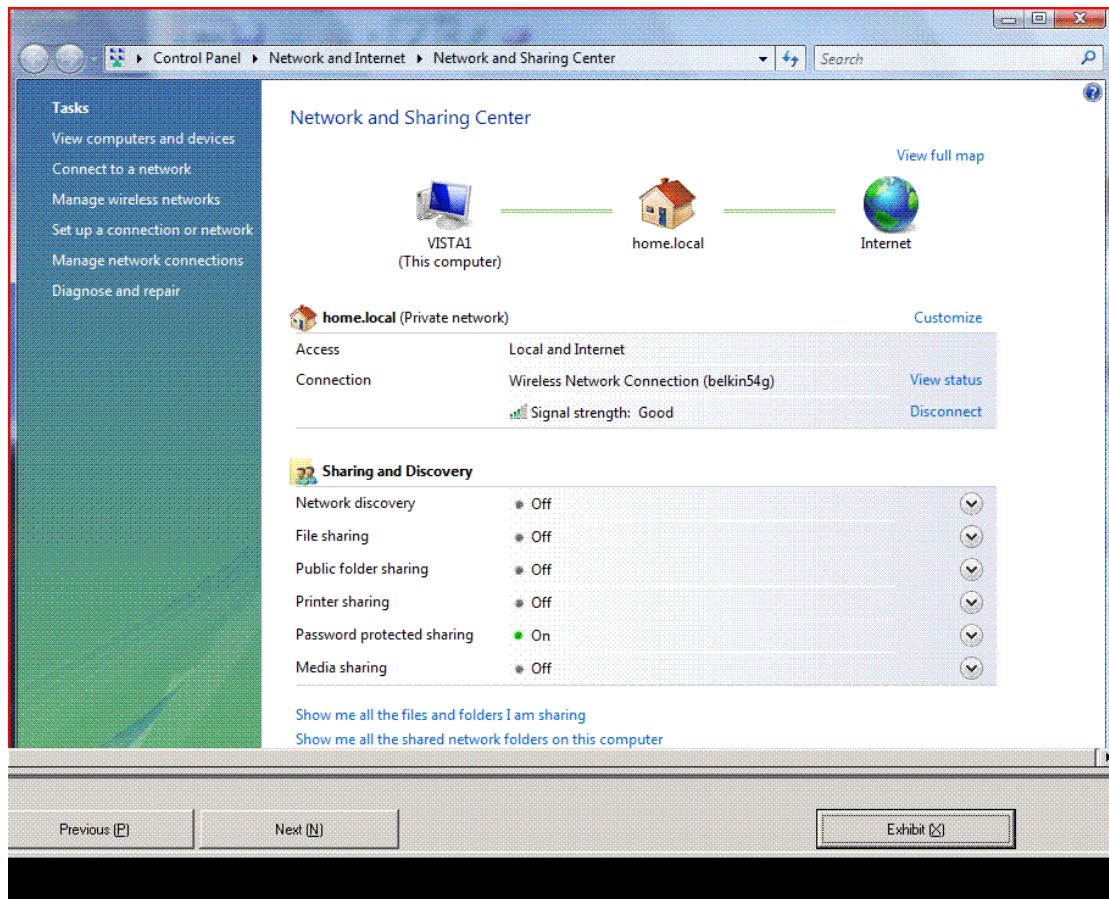 Control Panel Network and Internet Network and Sharing Center Search
Tasks
View computers and devices
Connect to a network
Manage wireless networks
Set up a connection or network
Manage network connections
Diagnose and repair
Network and Sharing Center
View full map
VISTA1 home.local Internet
(This computer)
home.local (Private network) Customize
Access Local and Internet
Connection Wireless Network Connection (belkin54g) View status
Signal strength: Good Disconnect
Sharing and Discovery
Network discovery Off
File sharing Off
Public folder sharing Off
Printer sharing Off
Password protected sharing On
Media sharing Off
Show me all the files and folders I am sharing
Show me all the shared network folders on this computer
Previous (P) Next (N) Exhibit (X)